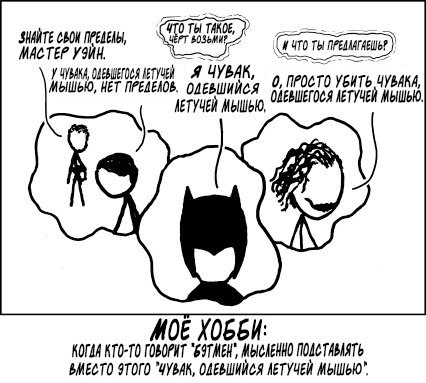 ЗНАЙТЕ СВОИ ПРЕДЕЛЫ,
МАСТЕР УЭЙН.
У ЧУВАКА, ОДЕВШЕГОСЯ ЛЕТУЧЕЙ
МЫШЬЮ, НЕТ ПРЕДЕЛОВ.
ЧТО ТЫ ТАКОЕ,
ЧЁРТ ВОЗЬМИ?
Я ЧУВАК,
ОДЕВШИЙСЯ
ЛЕТУЧЕЙ МЫШЬЮ.
И ЧТО ТЫ ПРЕДЛАГАЕШЬ?
О, ПРОСТО УБИТЬ ЧУВАКА,
ОДЕВШЕГОСЯ ЛЕТУЧЕЙ МЫШЬЮ.
МОЁ ХОББИ:
КОГДА КТО-ТО ГОВОРИТ "БЭТМЕН", МЫСЛЕННО ПОДСТАВЛЯТЬ
ВМЕСТО ЭТОГО "ЧУВАК, ОДЕВШИЙСЯ ЛЕТУЧЕЙ МЫШЬЮ".